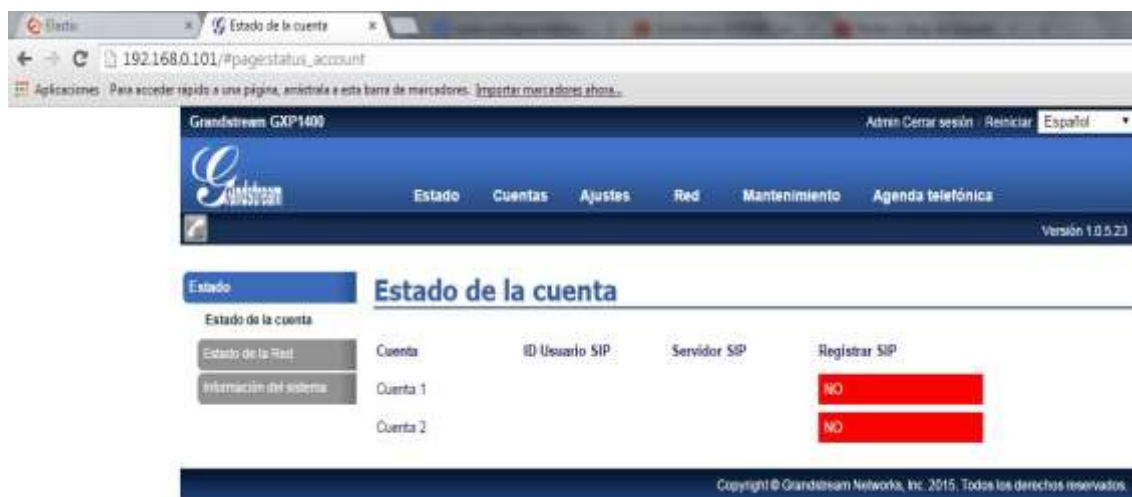 Elastix Estado de la cuenta
192.168.0.101/#page:status_account
Aplicaciones Para acceder rápido a una página, arrástrala a esta barra de marcadores. Importar marcadores ahora...
Grandstream GXP1400 Admin Cerrar sesión Reiniciar Español
Grandstream
Estado Cuentas Ajustes Red Mantenimiento Agenda telefónica
Versión 1.0.5.23
Estado
Estado de la cuenta
Estado de la cuenta
Estado de la Red
Información del sistema
Cuenta ID Usuario SIP Servidor SIP Registrar SIP
Cuenta 1 NO
Cuenta 2 NO
Copyright © Grandstream Networks, Inc. 2015. Todos los derechos reservados.